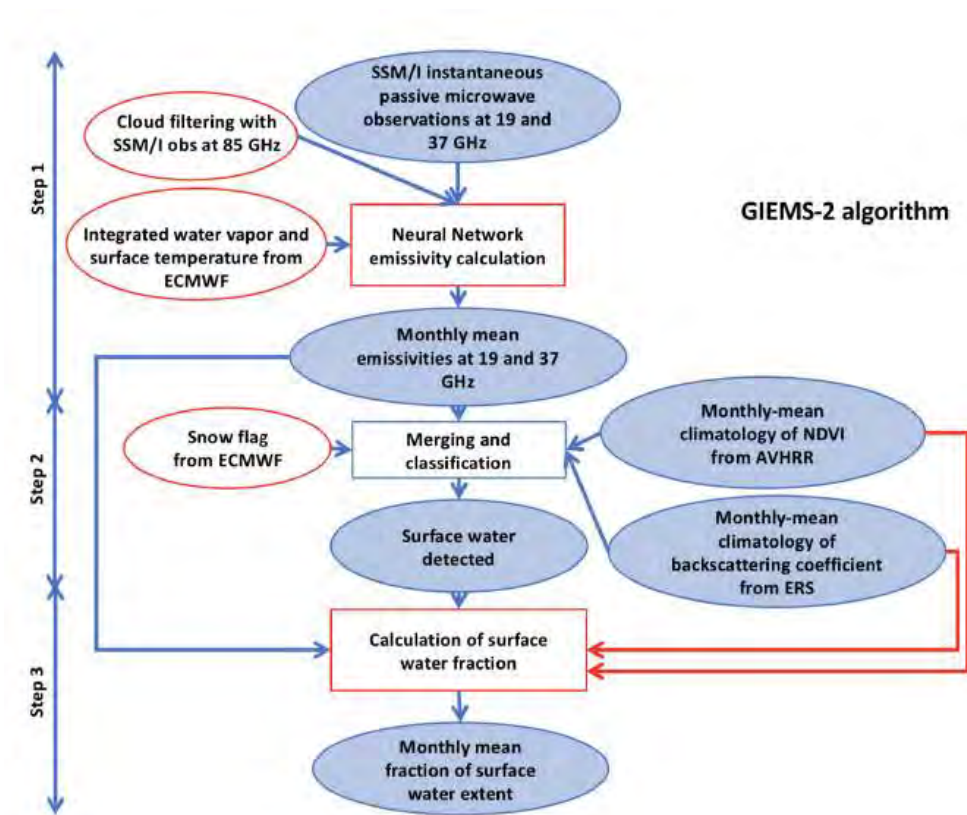 SSM/I instantaneous
passive microwave
observations at 19 and
37 GHz
Cloud filtering with
SSM/I obs at 85 GHz
Step 1
GIEMS-2 algorithm
Integrated water vapor and
surface temperature from
ECMWF
Neural Network
emissivity calculation
Monthly mean
emissivities at 19 and 37
GHz
Step 2
Snow flag
from ECMWF
Merging and
classification
Monthly-mean
climatology of NDVI
from AVHRR
Surface water
detected
Monthly-mean
climatology of
backscattering coefficient
from ERS
Step 3
Calculation of surface
water fraction
Monthly mean
fraction of surface
water extent